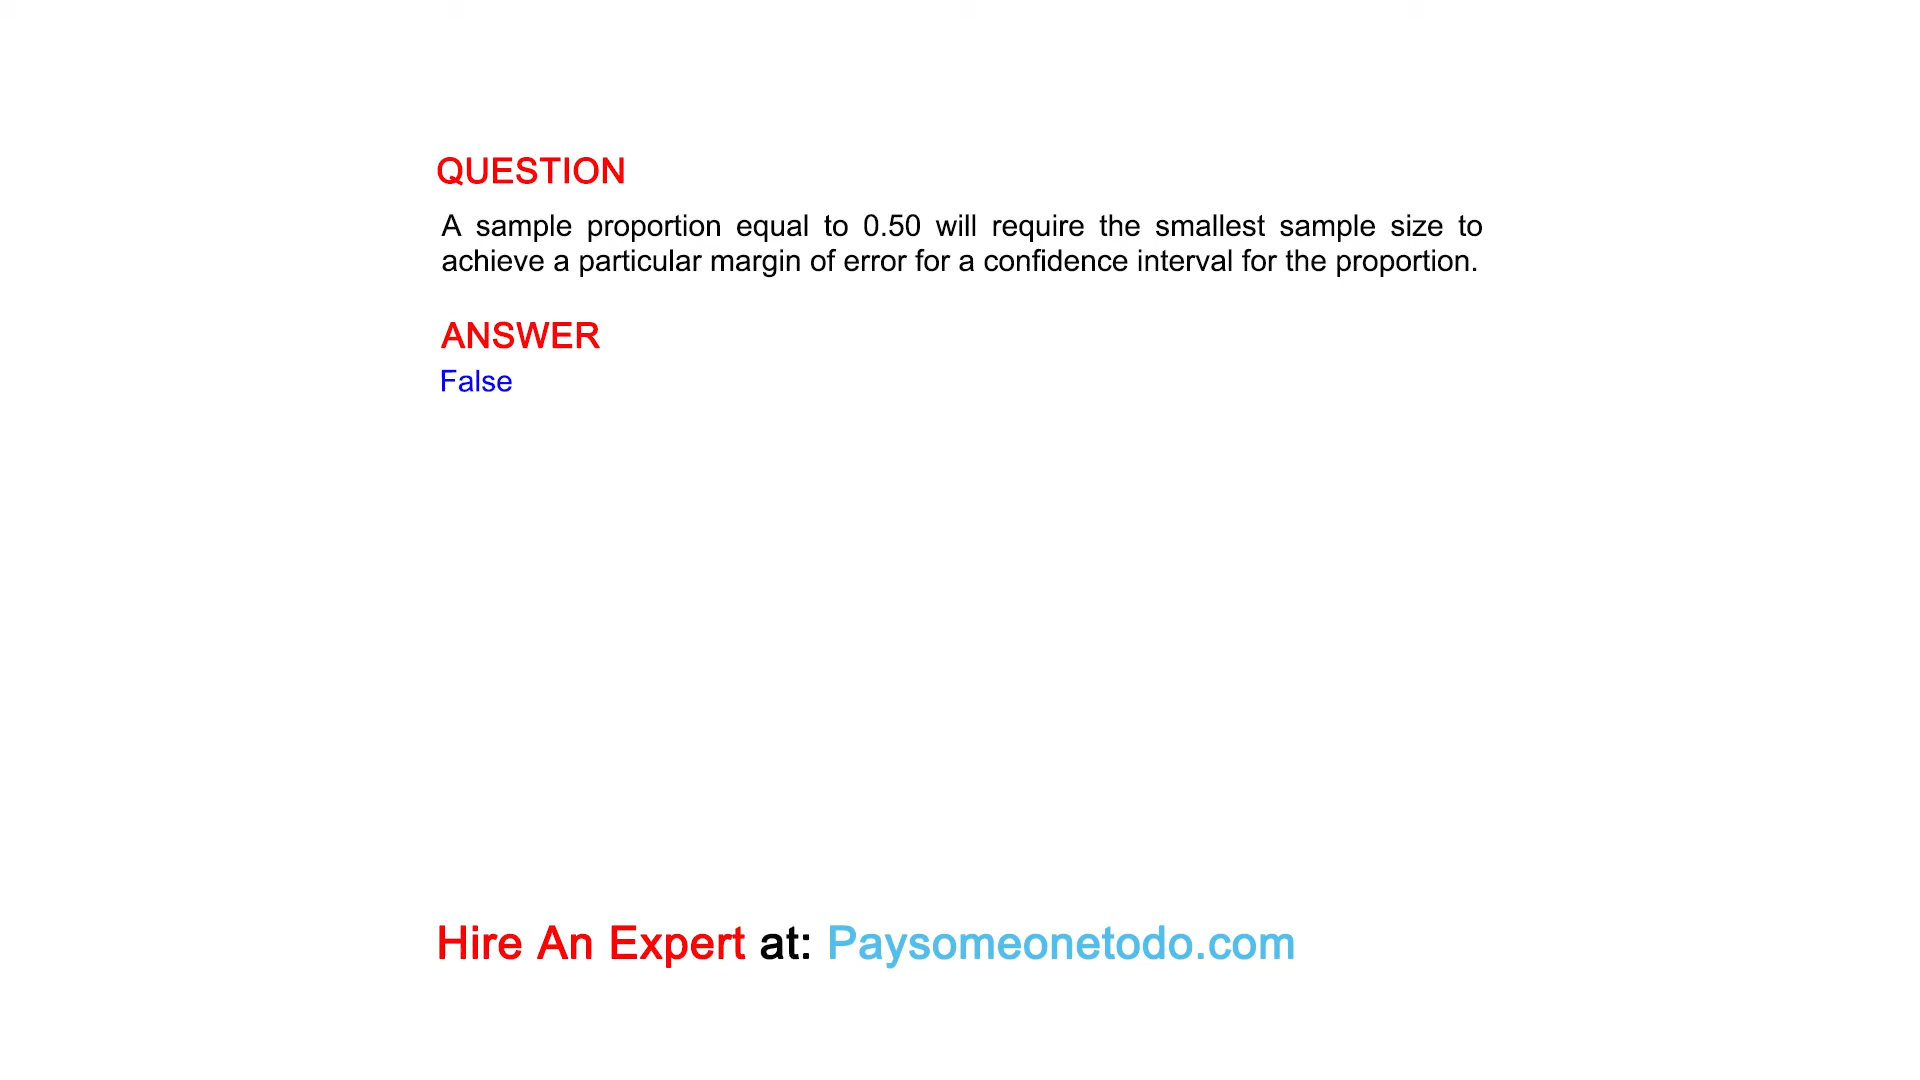 QUESTION
A sample proportion equal to 0.50 will require the smallest sample size to
achieve a particular margin of error for a confidence interval for the proportion.
ANSWER
False
Hire An Expert at: Paysomeonetodo.com